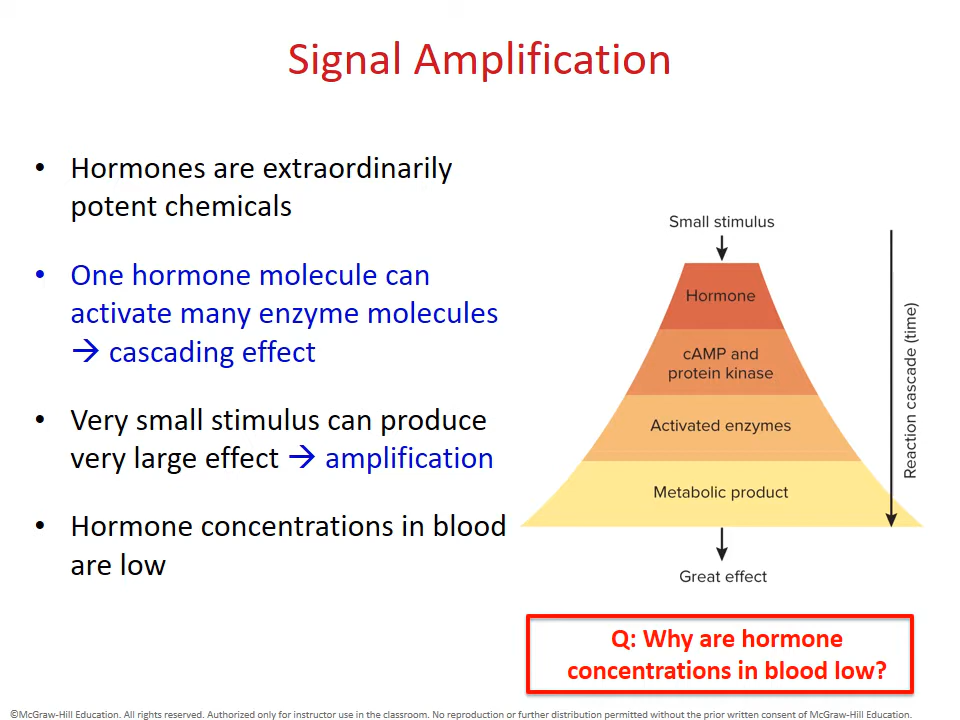 Signal Amplification
• Hormones are extraordinarily
potent chemicals
• One hormone molecule can
activate many enzyme molecules
→ cascading effect
• Very small stimulus can produce
very large effect → amplification
• Hormone concentrations in blood
are low
Small stimulus
Hormone
cAMP and
protein kinase
Activated enzymes
Metabolic product
Great effect
Reaction cascade (time)
Q: Why are hormone
concentrations in blood low?
©McGraw-Hill Education. All rights reserved. Authorized only for instructor use in the classroom. No reproduction or further distribution permitted without the prior written consent of McGraw-Hill Education.